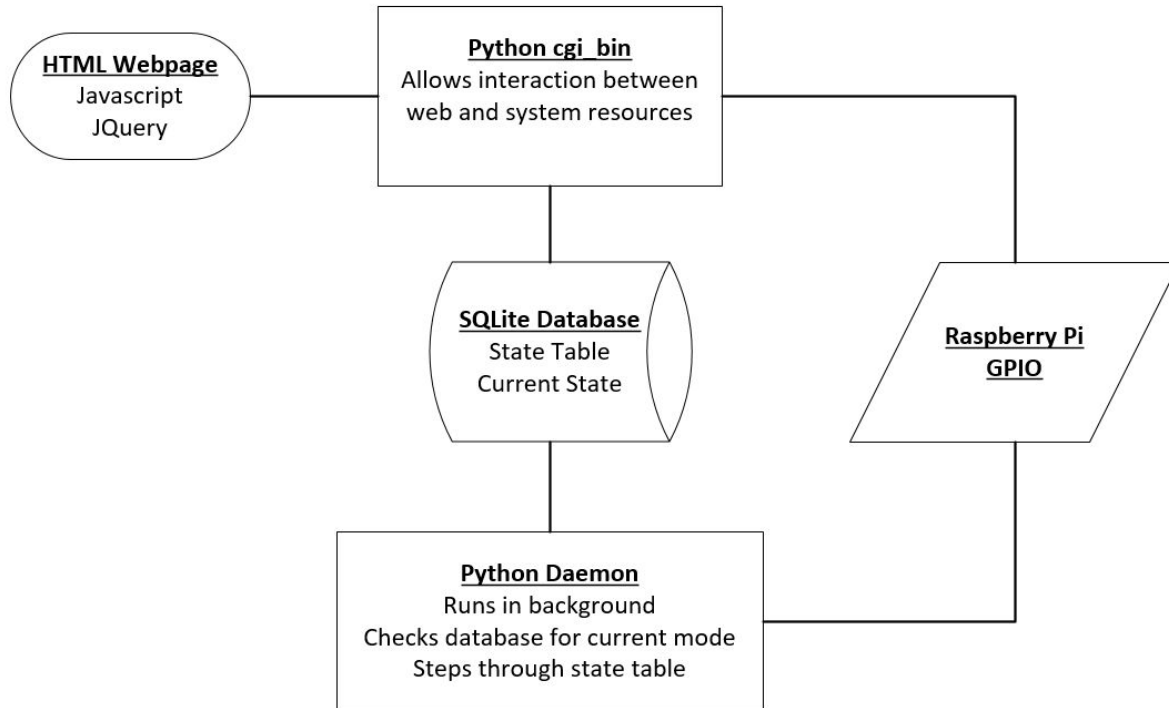 HTML Webpage
Javascript
JQuery
Python cgi_bin
Allows interaction between
web and system resources
SQLite Database
State Table
Current State
Raspberry Pi
GPIO
Python Daemon
Runs in background
Checks database for current mode
Steps through state table